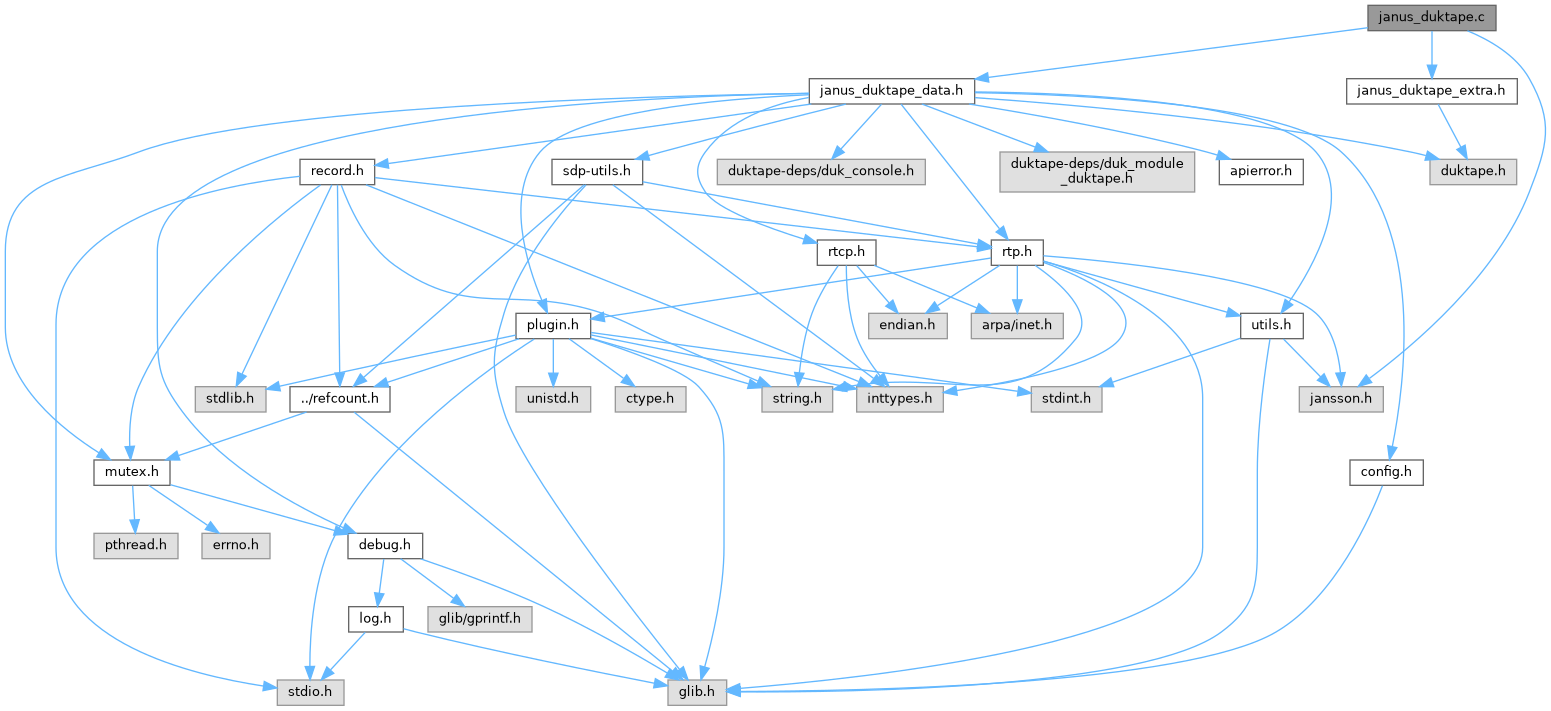 janus_duktape.c
janus_duktape_data.h
janus_duktape_extra.h
record.h
sdp-utils.h
duktape-deps/duk_console.h
duktape-deps/duk_module
_duktape.h
apierror.h
duktape.h
rtcp.h
rtp.h
plugin.h
endian.h
arpa/inet.h
utils.h
stdlib.h
../refcount.h
unistd.h
ctype.h
string.h
inttypes.h
stdint.h
jansson.h
mutex.h
config.h
pthread.h
errno.h
debug.h
log.h
glib/gprintf.h
stdio.h
glib.h